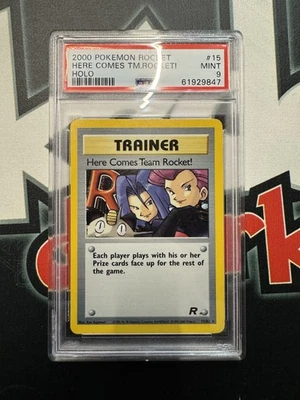 2000 POKEMON ROCKET #15
HERE COMES TM.ROCKET! MINT
HOLO 9
PSA 61929847
TRAINER
Here Comes Team Rocket!
R
Each player plays with his or her
Prize cards face up for the rest of
the game.
R